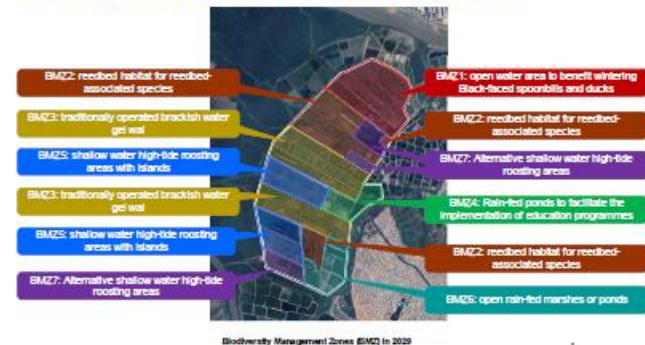 BMZ2: reedbed habitat for reedbed-
associated species
BMZ3: traditionally operated brackish water
gei wai
BMZ5: shallow water high-tide roosting
areas with islands
BMZ3: traditionally operated brackish water
gei wai
BMZ5: shallow water high-tide roosting
areas with islands
BMZ7: Alternative shallow water high-tide
roosting areas
BMZ1: open water area to benefit wintering
Black-faced spoonbills and ducks
BMZ2: reedbed habitat for reedbed-
associated species
BMZ7: Alternative shallow water high-tide
roosting areas
BMZ4: Rain-fed ponds to facilitate the
implementation of education programmes
BMZ2: reedbed habitat for reedbed-
associated species
BMZ6: open rain-fed marshes or ponds
Biodiversity Management Zones (BMZ) in 2029